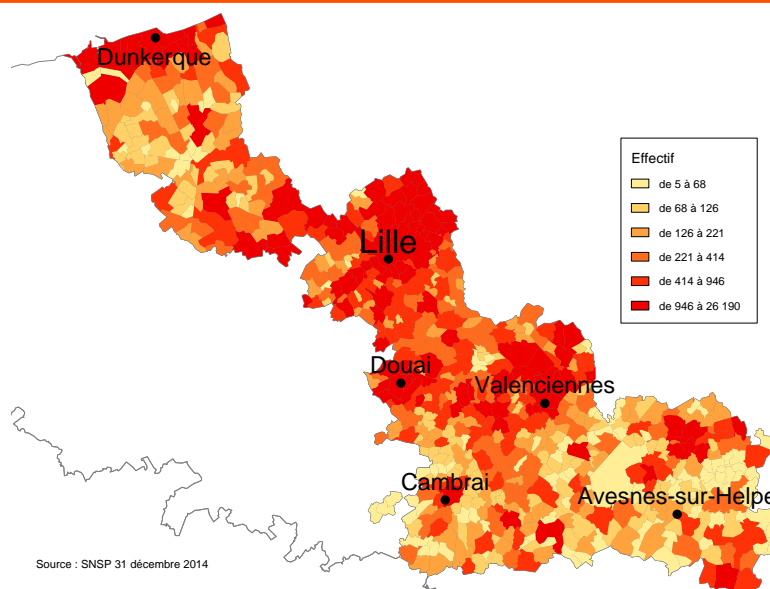 Dunkerque
Effectif
de 5 à 68
de 68 à 126
de 126 à 221
de 221 à 414
de 414 à 946
de 946 à 26 190
Lille
Douai
Valenciennes
Cambrai
Avesnes-sur-Helpe
Source : SNSP 31 décembre 2014